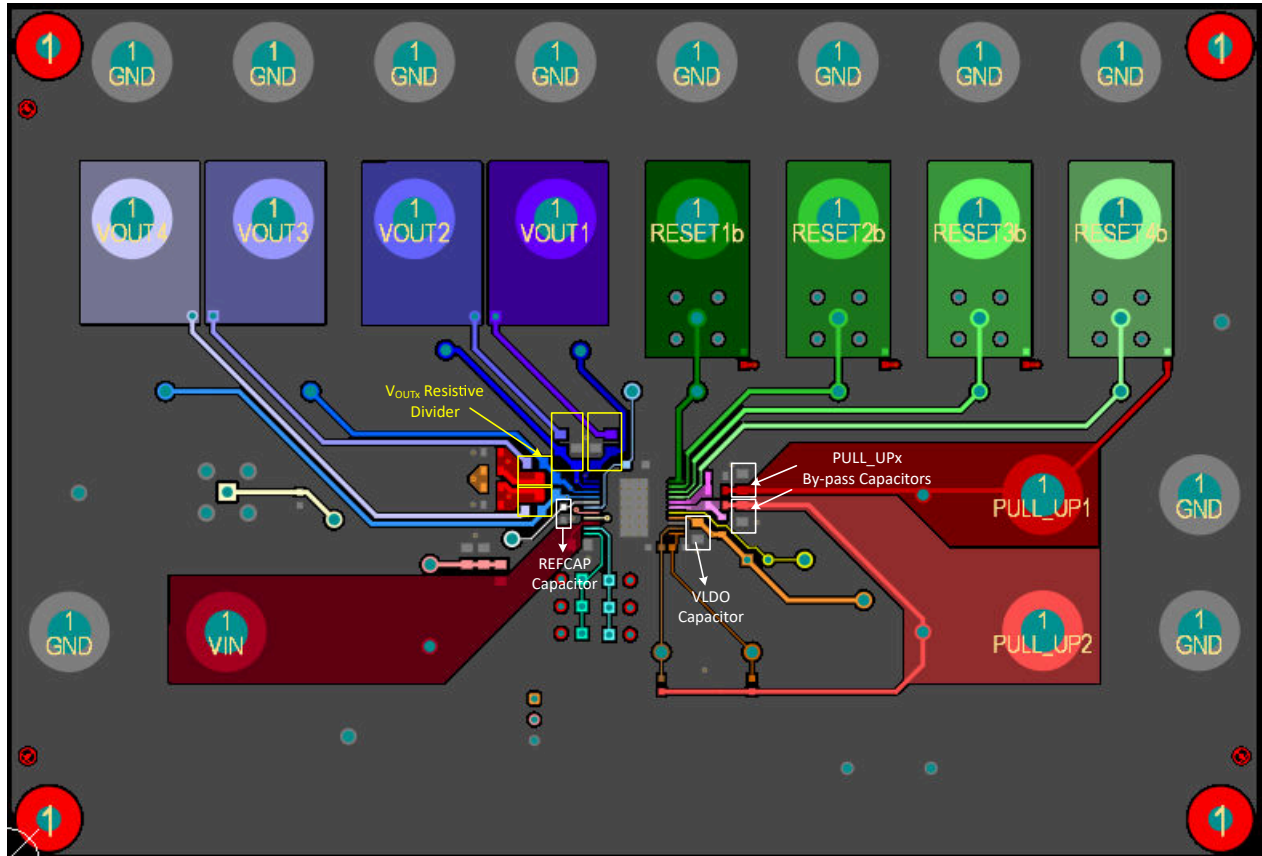 1
1
1
GND
1
GND
1
GND
1
GND
1
GND
1
GND
1
GND
1
GND
1
VOUT4
1
VOUT3
1
VOUT2
1
VOUT1
1
RESET1b
1
RESET2b
1
RESET3b
1
RESET4b
VOUTx Resistive
Divider
PULL_UPx
By-pass Capacitors
1
PULL_UP1
1
GND
REFCAP
Capacitor
VLDO
Capacitor
1
GND
1
VIN
1
PULL_UP2
1
GND
1
1